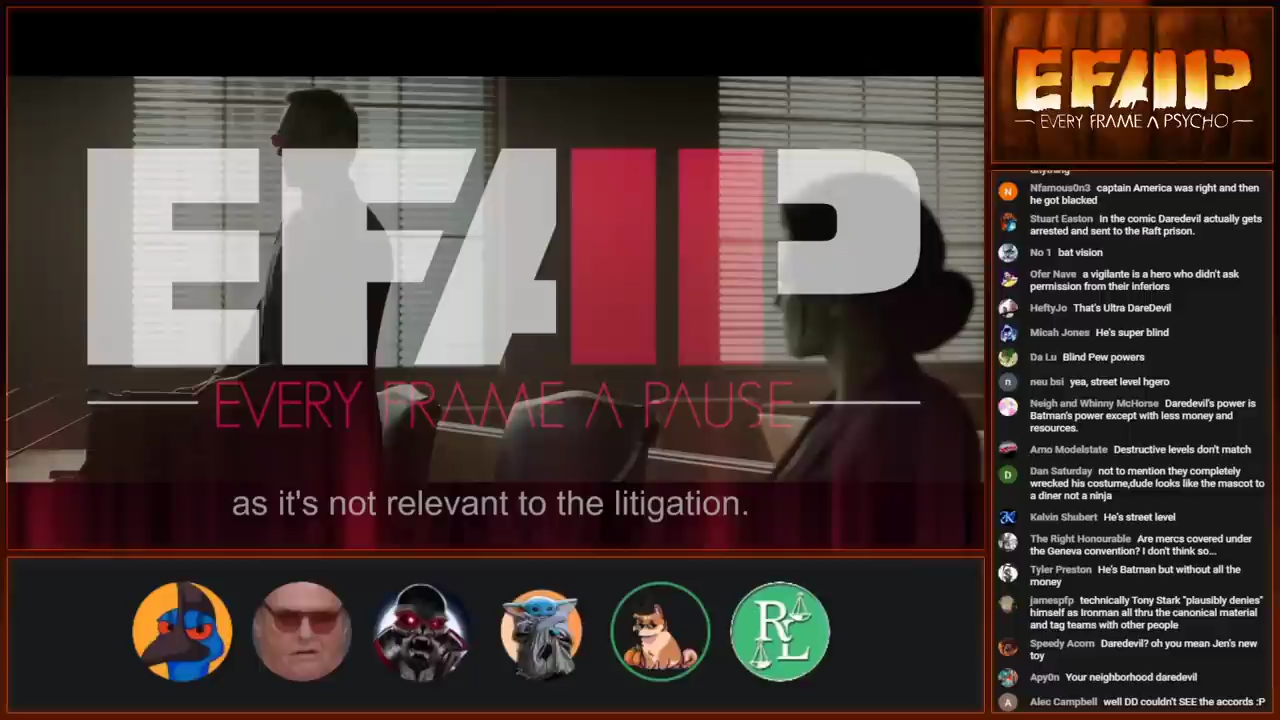 EFAIIP
EVERY FRAME A PAUSE
as it's not relevant to the litigation.
RL
EFAIIP
EVERY FRAME A PSYCHO
anything
N
Nfamous0n3 captain America was right and then
he got blacked
Stuart Easton In the comic Daredevil actually gets
arrested and sent to the Raft prison.
No 1 bat vision
Ofer Nave a vigilante is a hero who didn't ask
permission from their inferiors
HeftyJo That's Ultra DareDevil
Micah Jones He's super blind
Da Lu Blind Pew powers
n
neu bsi yea, street level hgero
Neigh and Whinny McHorse Daredevil's power is
Batman's power except with less money and
resources.
Arno Modelstate Destructive levels don't match
D
Dan Saturday not to mention they completely
wrecked his costume,dude looks like the mascot to
a diner not a ninja
Kalvin Shubert He's street level
The Right Honourable Are mercs covered under
the Geneva convention? I don't think so...
Tyler Preston He's Batman but without all the
money
jamespfp technically Tony Stark "plausibly denies"
himself as Ironman all thru the canonical material
and tag teams with other people
Speedy Acorn Daredevil? oh you mean Jen's new
toy
Apy0n Your neighborhood daredevil
A
Alec Campbell well DD couldn't SEE the accords :P